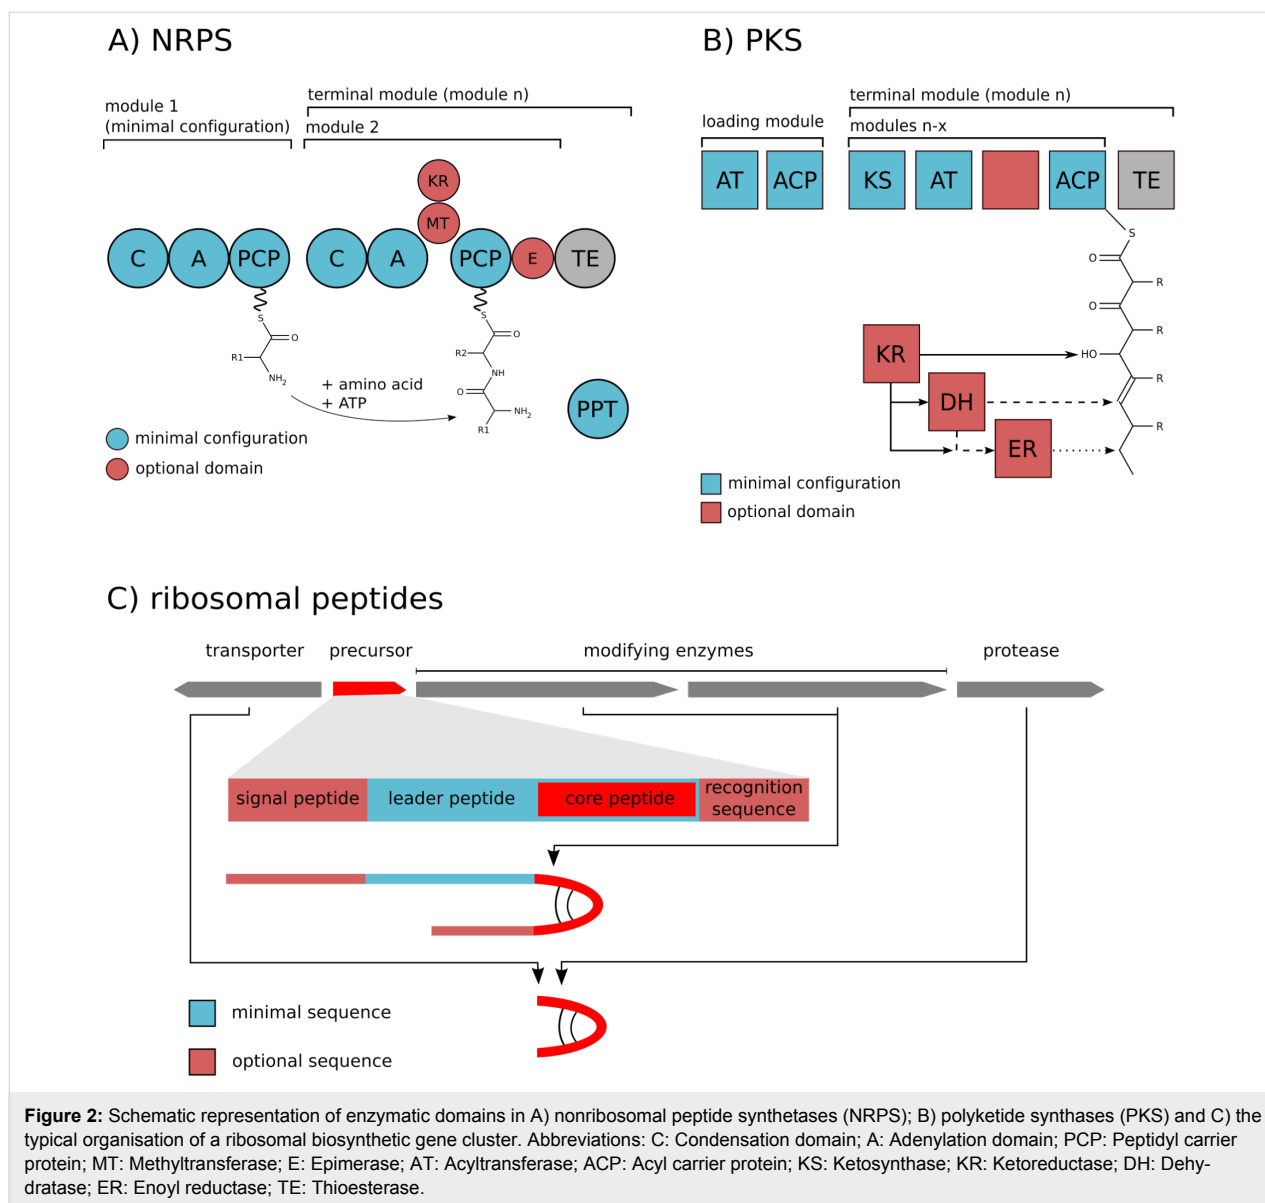 A) NRPS
module 1
(minimal configuration)
terminal module (module n)
module 2
KR
MT
C
A
PCP
C
A
PCP
E
TE
S
O
R1
NH2
S
O
R2
NH
O
NH2
R1
+ amino acid
+ ATP
PPT
minimal configuration
optional domain
B) PKS
terminal module (module n)
loading module
modules n-x
AT
ACP
KS
AT
ACP
TE
S
O
R
O
R
KR
HO
R
DH
R
ER
minimal configuration
optional domain
C) ribosomal peptides
transporter
precursor
modifying enzymes
protease
signal peptide
leader peptide
core peptide
recognition
sequence
minimal sequence
optional sequence
Figure 2: Schematic representation of enzymatic domains in A) nonribosomal peptide synthetases (NRPS); B) polyketide synthases (PKS) and C) the
typical organisation of a ribosomal biosynthetic gene cluster. Abbreviations: C: Condensation domain; A: Adenylation domain; PCP: Peptidyl carrier
protein; MT: Methyltransferase; E: Epimerase; AT: Acyltransferase; ACP: Acyl carrier protein; KS: Ketosynthase; KR: Ketoreductase; DH: Dehy-
dratase; ER: Enoyl reductase; TE: Thioesterase.